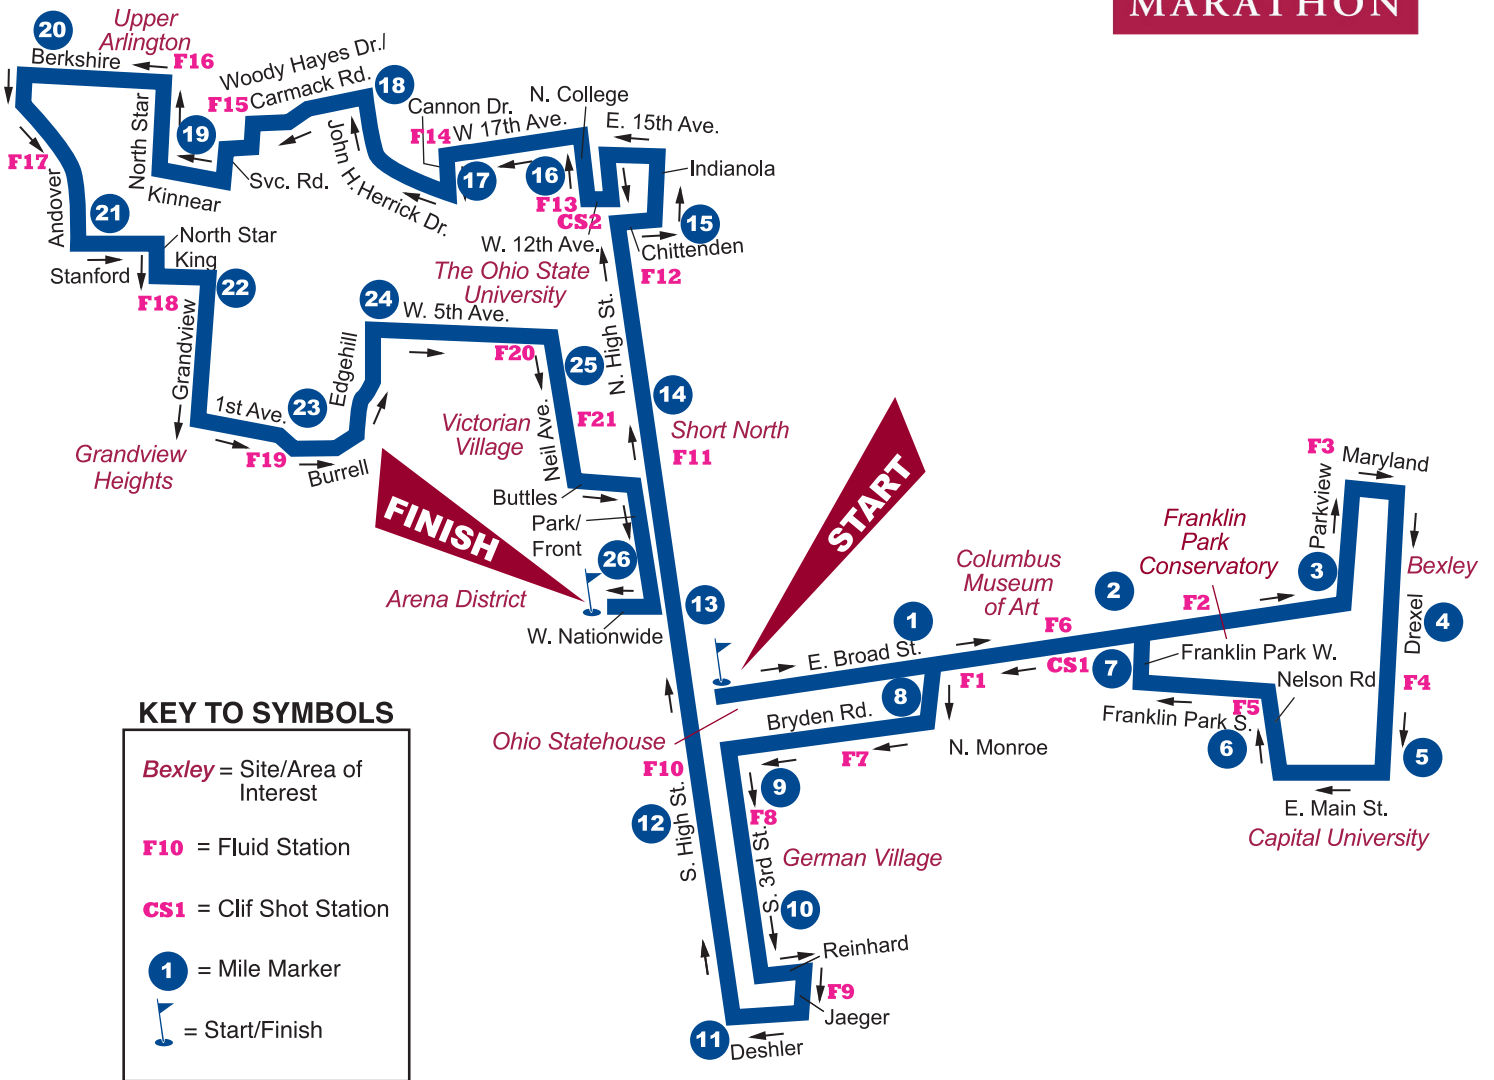 MARATHON
20
Upper
Arlington
Berkshire
F16
Woody Hayes Dr./
Carmack Rd.
18
F15
Cannon Dr.
N. College
F14
W 17th Ave.
E. 15th Ave.
North Star
19
F17
John H. Herrick Dr.
17
16
Indianola
Svc. Rd.
Kinnear
F13
CS2
15
Andover
21
North Star
King
W. 12th Ave.
Chittenden
Stanford
The Ohio State
University
F12
F18
22
24
W. 5th Ave.
N. High St.
Grandview
Edgehill
F20
25
14
1st Ave.
23
Victorian
Village
F21
Short North
F11
Grandview
Heights
F19
Burrell
Neil Ave.
FINISH
START
Buttles
Park/
Front
26
Arena District
W. Nationwide
13
F3
Maryland
Parkview
Franklin
Park
Conservatory
Columbus
Museum
of Art
3
Bexley
2
F2
1
F6
Drexel
4
E. Broad St.
CS1
7
Franklin Park W.
Nelson Rd
F1
8
F4
Bryden Rd.
Franklin Park S.
F5
Ohio Statehouse
N. Monroe
6
5
F7
F10
9
E. Main St.
F8
Capital University
12
S. High St.
S. 3rd St.
German Village
10
Reinhard
F9
Jaeger
11
Deshler
KEY TO SYMBOLS
Bexley = Site/Area of
Interest
F10 = Fluid Station
CS1 = Clif Shot Station
1 = Mile Marker
= Start/Finish